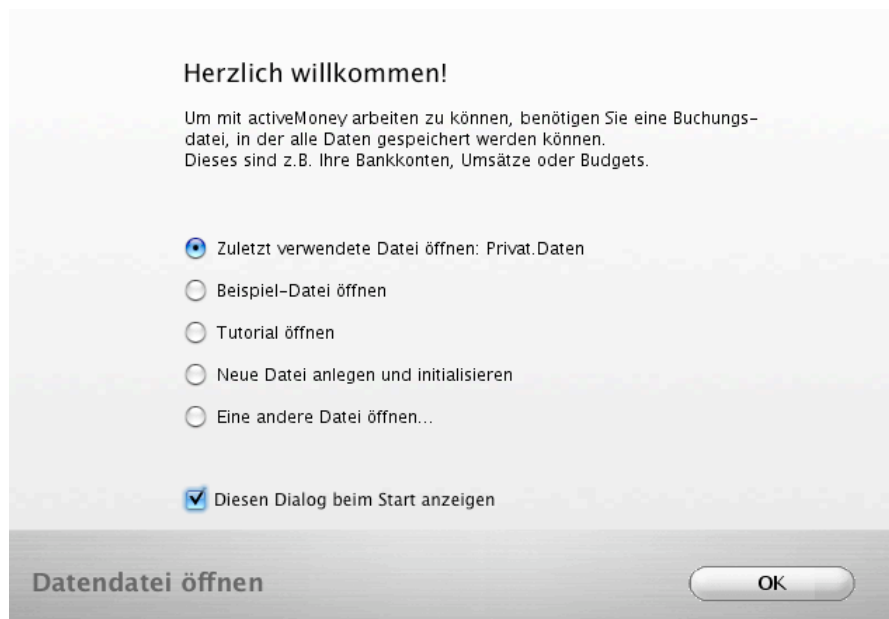 Herzlich willkommen!
Um mit activeMoney arbeiten zu können, benötigen Sie eine Buchungs-
datei, in der alle Daten gespeichert werden können.
Dieses sind z.B. Ihre Bankkonten, Umsätze oder Budgets.
Zuletzt verwendete Datei öffnen: Privat.Daten
Beispiel-Datei öffnen
Tutorial öffnen
Neue Datei anlegen und initialisieren
Eine andere Datei öffnen...
Diesen Dialog beim Start anzeigen
Datendatei öffnen
OK